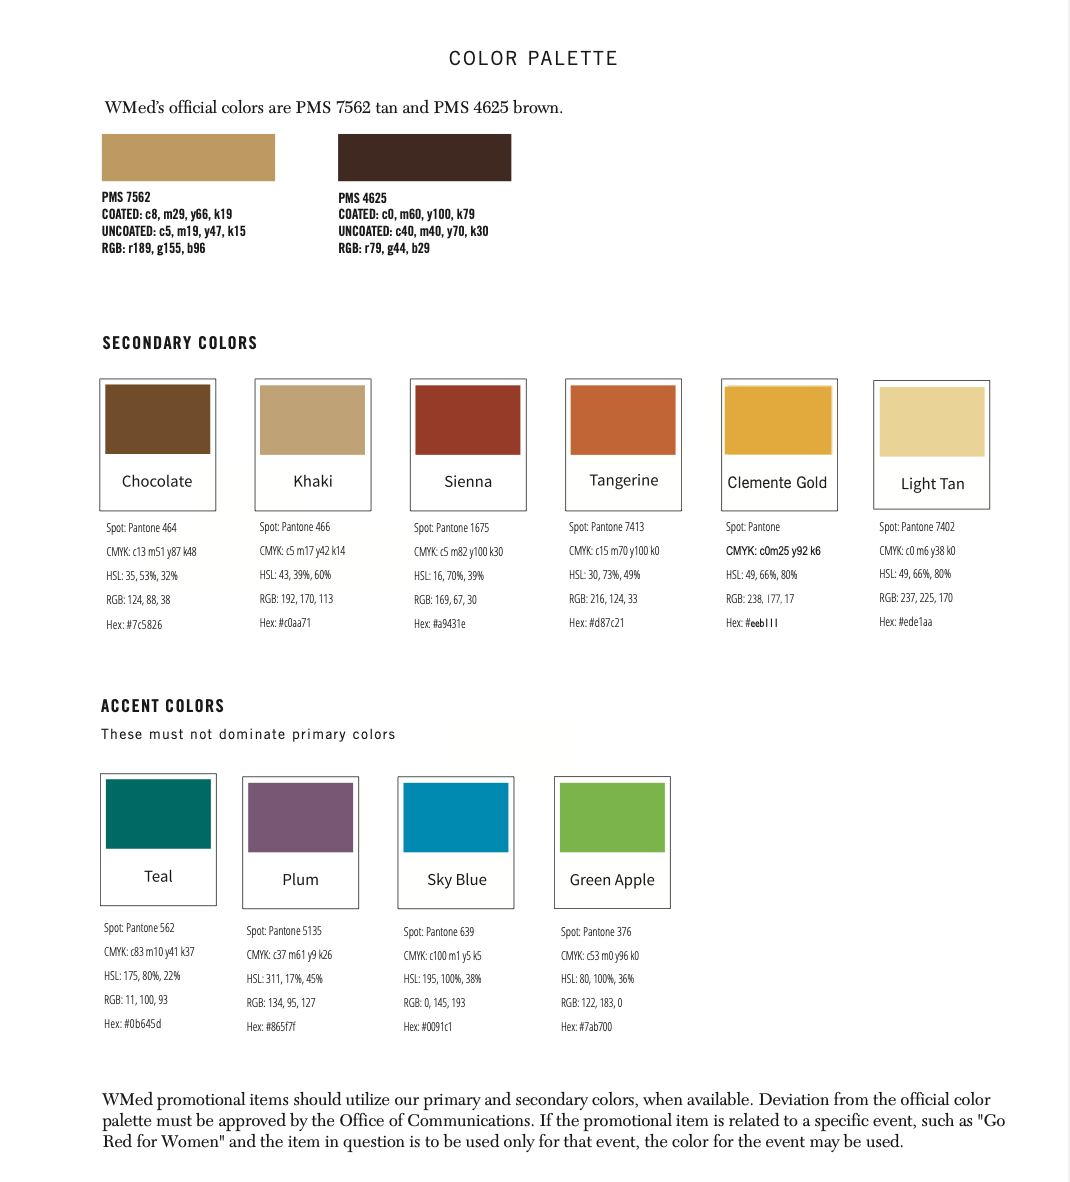 COLOR PALETTE
WMed's official colors are PMS 7562 tan and PMS 4625 brown.
PMS 7562
COATED: c8, m29, y66, k19
UNCOATED: c5, m19, y47, k15
RGB: r189, g155, b96
PMS 4625
COATED: c0, m60, y100, k79
UNCOATED: c40, m40, y70, k30
RGB: r79, g44, b29
SECONDARY COLORS
Chocolate
Spot: Pantone 464
CMYK: c13 m51 y87 k48
HSL: 35, 53%, 32%
RGB: 124, 88, 38
Hex: #7c5826
Khaki
Spot: Pantone 466
CMYK: c5 m17 y42 k14
HSL: 43, 39%, 60%
RGB: 192, 170, 113
Hex: #c0aa71
Sienna
Spot: Pantone 1675
CMYK: c5 m82 y100 k30
HSL: 16, 70%, 39%
RGB: 169, 67, 30
Hex: #a9431e
Tangerine
Spot: Pantone 7413
CMYK: c15 m70 y100 k0
HSL: 30, 73%, 49%
RGB: 216, 124, 33
Hex: #d87c21
Clemente Gold
Spot: Pantone
CMYK: c0m25 y92 k6
HSL: 49, 66%, 80%
RGB: 238, 177, 17
Hex: #eeb111
Light Tan
Spot: Pantone 7402
CMYK: c0 m6 y38 k0
HSL: 49, 66%, 80%
RGB: 237, 225, 170
Hex: #ede1aa
ACCENT COLORS
These must not dominate primary colors
Teal
Spot: Pantone 562
CMYK: c83 m10 y41 k37
HSL: 175, 80%, 22%
RGB: 11, 100, 93
Hex: #0b645d
Plum
Spot: Pantone 5135
CMYK: c37 m61 y9 k26
HSL: 311, 17%, 45%
RGB: 134, 95, 127
Hex: #865f7f
Sky Blue
Spot: Pantone 639
CMYK: c100 m1 y5 k5
HSL: 195, 100%, 38%
RGB: 0, 145, 193
Hex: #0091c1
Green Apple
Spot: Pantone 376
CMYK: c53 m0 y96 k0
HSL: 80, 100%, 36%
RGB: 122, 183, 0
Hex: #7ab700
WMed promotional items should utilize our primary and secondary colors, when available. Deviation from the official color
palette must be approved by the Office of Communications. If the promotional item is related to a specific event, such as "Go
Red for Women" and the item in question is to be used only for that event, the color for the event may be used.